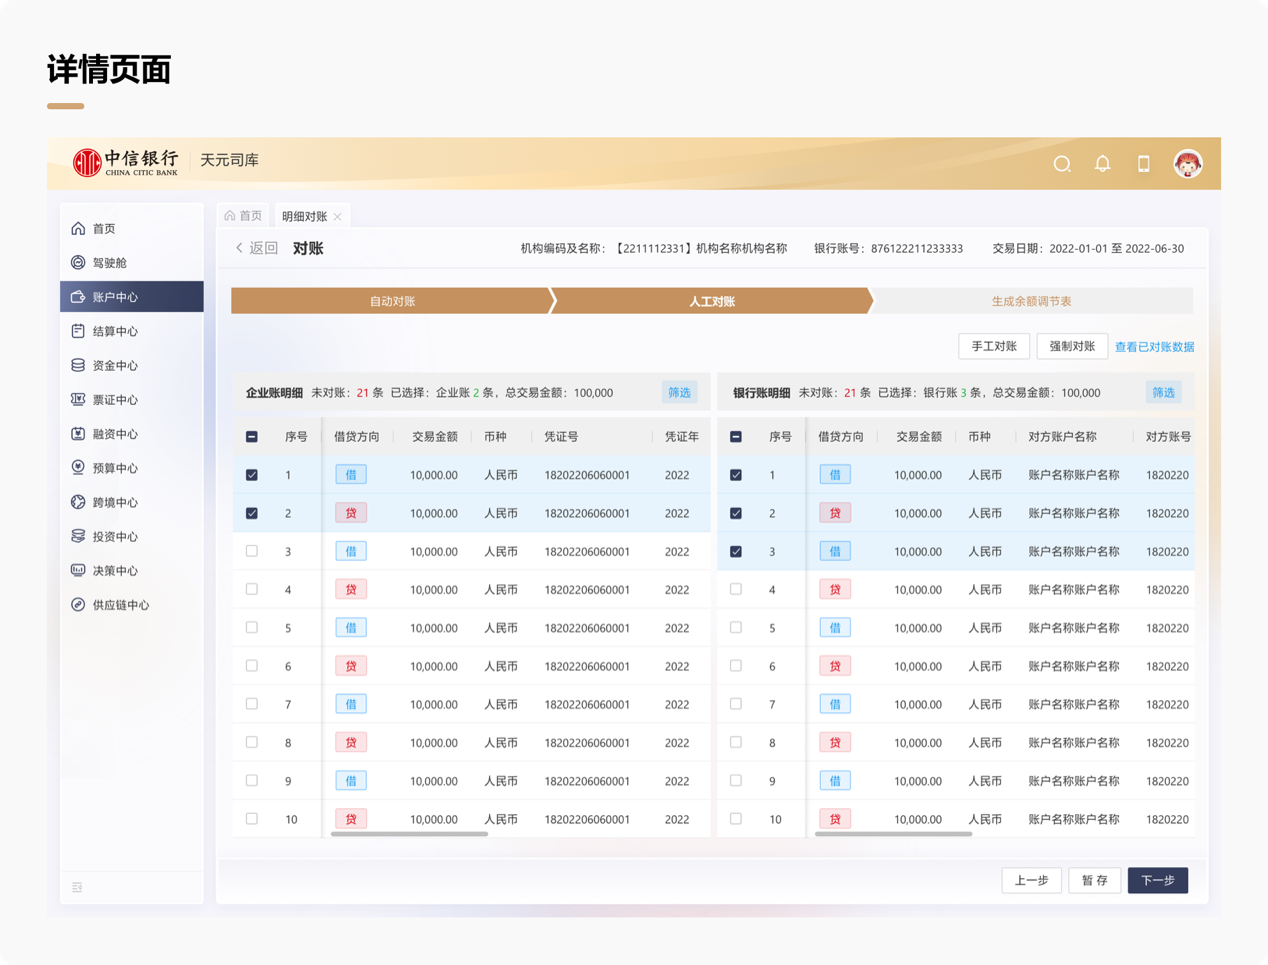 详情页面
中信银行 天元司库
CHINA CITIC BANK
首页
驾驶舱
账户中心
结算中心
资金中心
票证中心
融资中心
预算中心
跨境中心
投资中心
决策中心
供应链中心
首页 明细对账
返回 对账 机构编码及名称：【2211112331】机构名称机构名称 银行账号：876122211233333 交易日期：2022-01-01 至 2022-06-30
自动对账 人工对账 生成余额调节表
手工对账 强制对账 查看已对账数据
企业账明细 未对账：21 条 已选择：企业账 2 条，总交易金额：100,000 筛选
序号 借贷方向 交易金额 币种 凭证号 凭证年
1 借 10,000.00 人民币 18202206060001 2022
2 贷 10,000.00 人民币 18202206060001 2022
3 借 10,000.00 人民币 18202206060001 2022
4 贷 10,000.00 人民币 18202206060001 2022
5 借 10,000.00 人民币 18202206060001 2022
6 贷 10,000.00 人民币 18202206060001 2022
7 借 10,000.00 人民币 18202206060001 2022
8 贷 10,000.00 人民币 18202206060001 2022
9 借 10,000.00 人民币 18202206060001 2022
10 贷 10,000.00 人民币 18202206060001 2022
银行账明细 未对账：21 条 已选择：银行账 3 条，总交易金额：100,000 筛选
序号 借贷方向 交易金额 币种 对方账户名称 对方账号
1 借 10,000.00 人民币 账户名称账户名称 1820220
2 贷 10,000.00 人民币 账户名称账户名称 1820220
3 借 10,000.00 人民币 账户名称账户名称 1820220
4 贷 10,000.00 人民币 账户名称账户名称 1820220
5 借 10,000.00 人民币 账户名称账户名称 1820220
6 贷 10,000.00 人民币 账户名称账户名称 1820220
7 借 10,000.00 人民币 账户名称账户名称 1820220
8 贷 10,000.00 人民币 账户名称账户名称 1820220
9 借 10,000.00 人民币 账户名称账户名称 1820220
10 贷 10,000.00 人民币 账户名称账户名称 1820220
上一步 暂 存 下一步